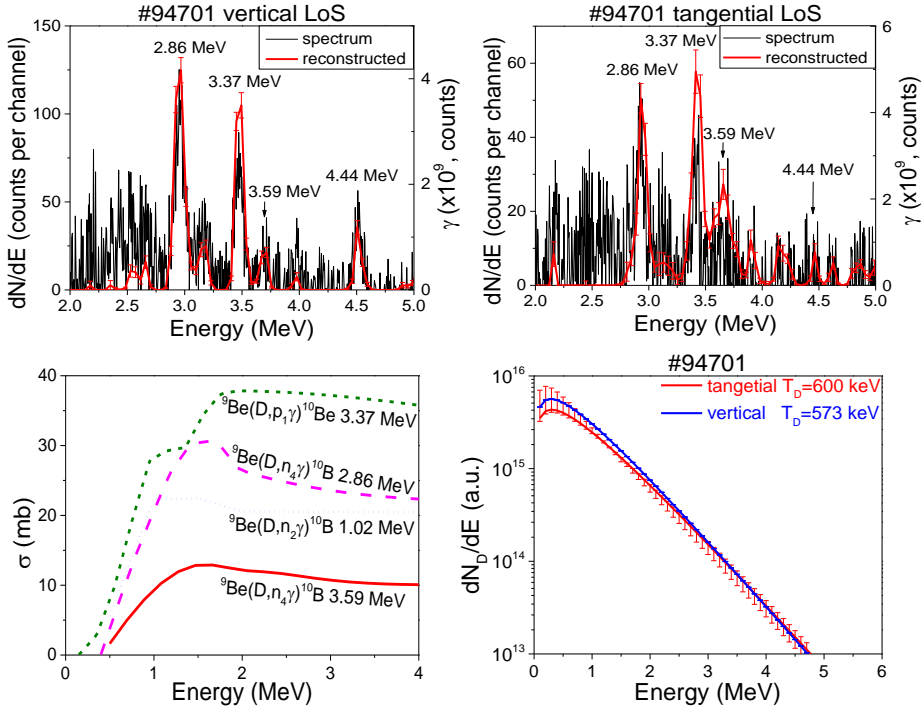 #94701 vertical LoS
spectrum
reconstructed
2.86 MeV
3.37 MeV
3.59 MeV
4.44 MeV
dN/dE (counts per channel)
150
100
50
0
γ (x10⁹, counts)
4
2
0
2.0 2.5 3.0 3.5 4.0 4.5 5.0
Energy (MeV)
#94701 tangential LoS
3.37 MeV
spectrum
reconstructed
2.86 MeV
3.59 MeV
4.44 MeV
dN/dE (counts per channel)
60
40
20
0
γ (x10⁹, counts)
6
4
2
0
2.0 2.5 3.0 3.5 4.0 4.5 5.0
Energy (MeV)
⁹Be(D,p₁γ)¹⁰Be 3.37 MeV
⁹Be(D,n₄γ)¹⁰B 2.86 MeV
⁹Be(D,n₂γ)¹⁰B 1.02 MeV
⁹Be(D,n₄γ)¹⁰B 3.59 MeV
σ (mb)
40
30
20
10
0
0 1 2 3 4
Energy (MeV)
#94701
tangetial T_D=600 keV
vertical T_D=573 keV
dN_D/dE (a.u.)
10¹⁶
10¹⁵
10¹⁴
10¹³
0 1 2 3 4 5 6
Energy (MeV)